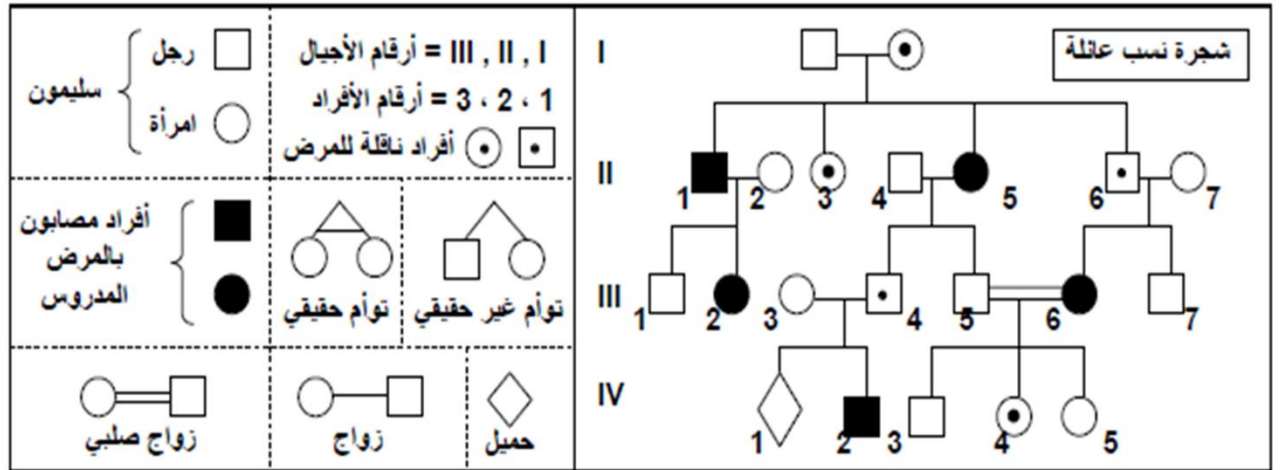 شجرة نسب عائلة
I
II
1 2 3 4 5 6 7
III
1 2 3 4 5 6 7
IV
1 2 3 4 5
I , II , III = أرقام الأجيال
1 ، 2 ، 3 = أرقام الأفراد
أفراد ناقلة للمرض
رجل
سليمون
امرأة
توأم غير حقيقي
توأم حقيقي
أفراد مصابون
بالمرض
المدروس
حميل
زواج
زواج صلبي